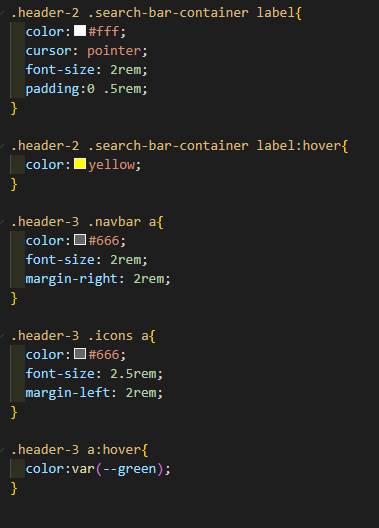 .header-2 .search-bar-container label{
color:#fff;
cursor: pointer;
font-size: 2rem;
padding:0 .5rem;
}
.header-2 .search-bar-container label:hover{
color:yellow;
}
.header-3 .navbar a{
color:#666;
font-size: 2rem;
margin-right: 2rem;
}
.header-3 .icons a{
color:#666;
font-size: 2.5rem;
margin-left: 2rem;
}
.header-3 a:hover{
color:var(--green);
}